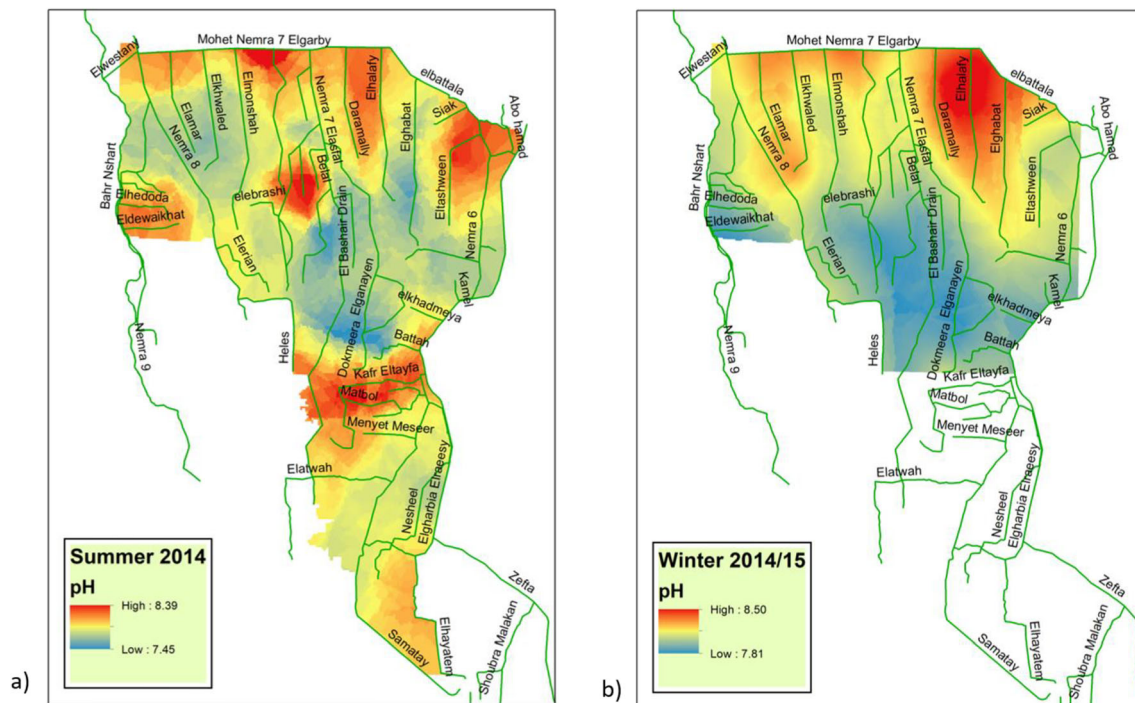 Mohet Nemra 7 Elgarby
Elwestany
Elamar
Nemra 8
Elkhwaled
Elmonshah
Nemra 7 Elasfal
Daramally
Elhalafy
elbattala
Siak
Abo hamad
Elghabat
Eltashween
Betal
Bahr Nshart
Elhedoda
Eldewaikhat
elebrashi
El Bashair Drain
Nemra 6
Elerian
Kamel
Elganayen
elkhadmeya
Dokmeera
Battah
Heles
Nemra 9
Kafr Eltayfa
Matbol
Menyet Meseer
Elatwah
Nesheel
Elgharbia Elraeesy
Zefta
Samatay
Elhayatem
Shoubra Malakan
Summer 2014
pH
High : 8.39
Low : 7.45
a)
Mohet Nemra 7 Elgarby
Elwestany
Elamar
Nemra 8
Elkhwaled
Elmonshah
Nemra 7 Elasfal
Daramally
Elhalafy
elbattala
Siak
Abo hamad
Elghabat
Eltashween
Betal
Bahr Nshart
Elhedoda
Eldewaikhat
elebrashi
El Bashair Drain
Nemra 6
Elerian
Kamel
Elganayen
elkhadmeya
Dokmeera
Battah
Heles
Nemra 9
Kafr Eltayfa
Matbol
Menyet Meseer
Elatwah
Nesheel
Elgharbia Elraeesy
Zefta
Samatay
Elhayatem
Shoubra Malakan
Winter 2014/15
pH
High : 8.50
Low : 7.81
b)